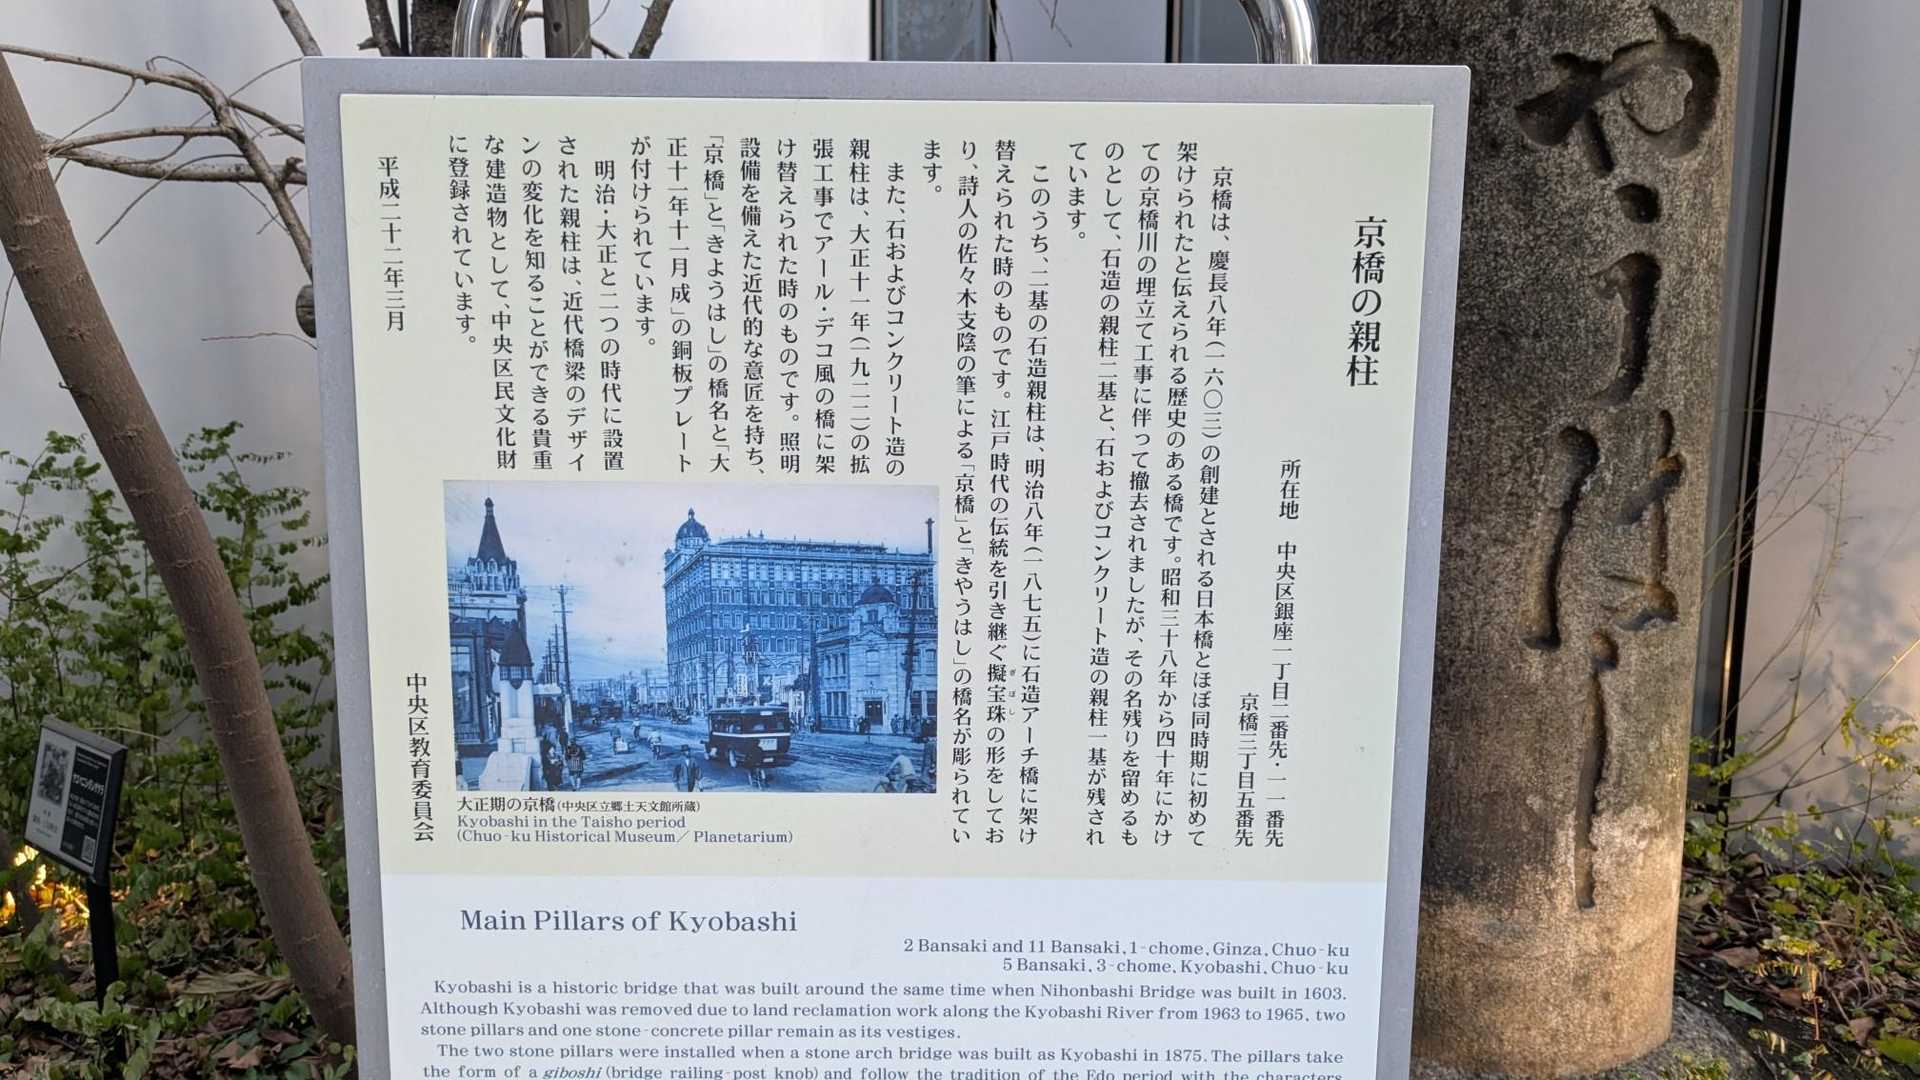 京橋の親柱
所在地　中央区銀座一丁目二番先・一一番先
京橋三丁目五番先
京橋は、慶長八年(一六〇三)の創建とされる日本橋とほぼ同時期に初めて
架けられたと伝えられる歴史のある橋です。昭和三十八年から四十年にかけ
ての京橋川の埋立て工事に伴って撤去されましたが、その名残りを留めるも
のとして、石造の親柱二基と、石およびコンクリート造の親柱一基が残され
ています。
このうち、二基の石造親柱は、明治八年(一八七五)に石造アーチ橋に架け
替えられた時のものです。江戸時代の伝統を引き継ぐ擬宝珠の形をしてお
ぎぼし
り、詩人の佐々木支陰の筆による「京橋」と「きやうはし」の橋名が彫られてい
ます。
また、石およびコンクリート造の
親柱は、大正十一年(一九二二)の拡
張工事でアール・デコ風の橋に架
け替えられた時のものです。照明
設備を備えた近代的な意匠を持ち、
「京橋」と「きようはし」の橋名と「大
正十一年十一月成」の銅板プレート
が付けられています。
明治・大正と二つの時代に設置
された親柱は、近代橋梁のデザイ
ンの変化を知ることができる貴重
な建造物として、中央区民文化財
に登録されています。
平成二十二年三月
中央区教育委員会
大正期の京橋(中央区立郷土天文館所蔵)
Kyobashi in the Taisho period
(Chuo-ku Historical Museum／Planetarium)
Main Pillars of Kyobashi
2 Bansaki and 11 Bansaki, 1-chome, Ginza, Chuo-ku
5 Bansaki, 3-chome, Kyobashi, Chuo-ku
Kyobashi is a historic bridge that was built around the same time when Nihonbashi Bridge was built in 1603.
Although Kyobashi was removed due to land reclamation work along the Kyobashi River from 1963 to 1965, two
stone pillars and one stone-concrete pillar remain as its vestiges.
The two stone pillars were installed when a stone arch bridge was built as Kyobashi in 1875. The pillars take
the form of a giboshi (bridge railing-post knob) and follow the tradition of the Edo period with the characters
やうはし